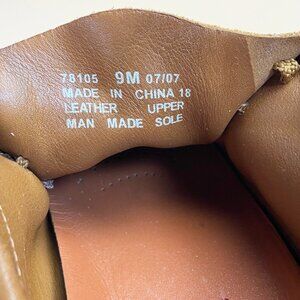 78105 9M 07/07
MADE IN CHINA 18
LEATHER UPPER
MAN MADE SOLE